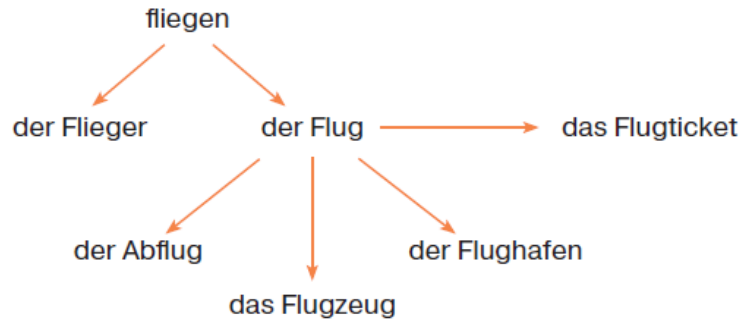 fliegen
der Flieger
der Flug
das Flugticket
der Abflug
der Flughafen
das Flugzeug